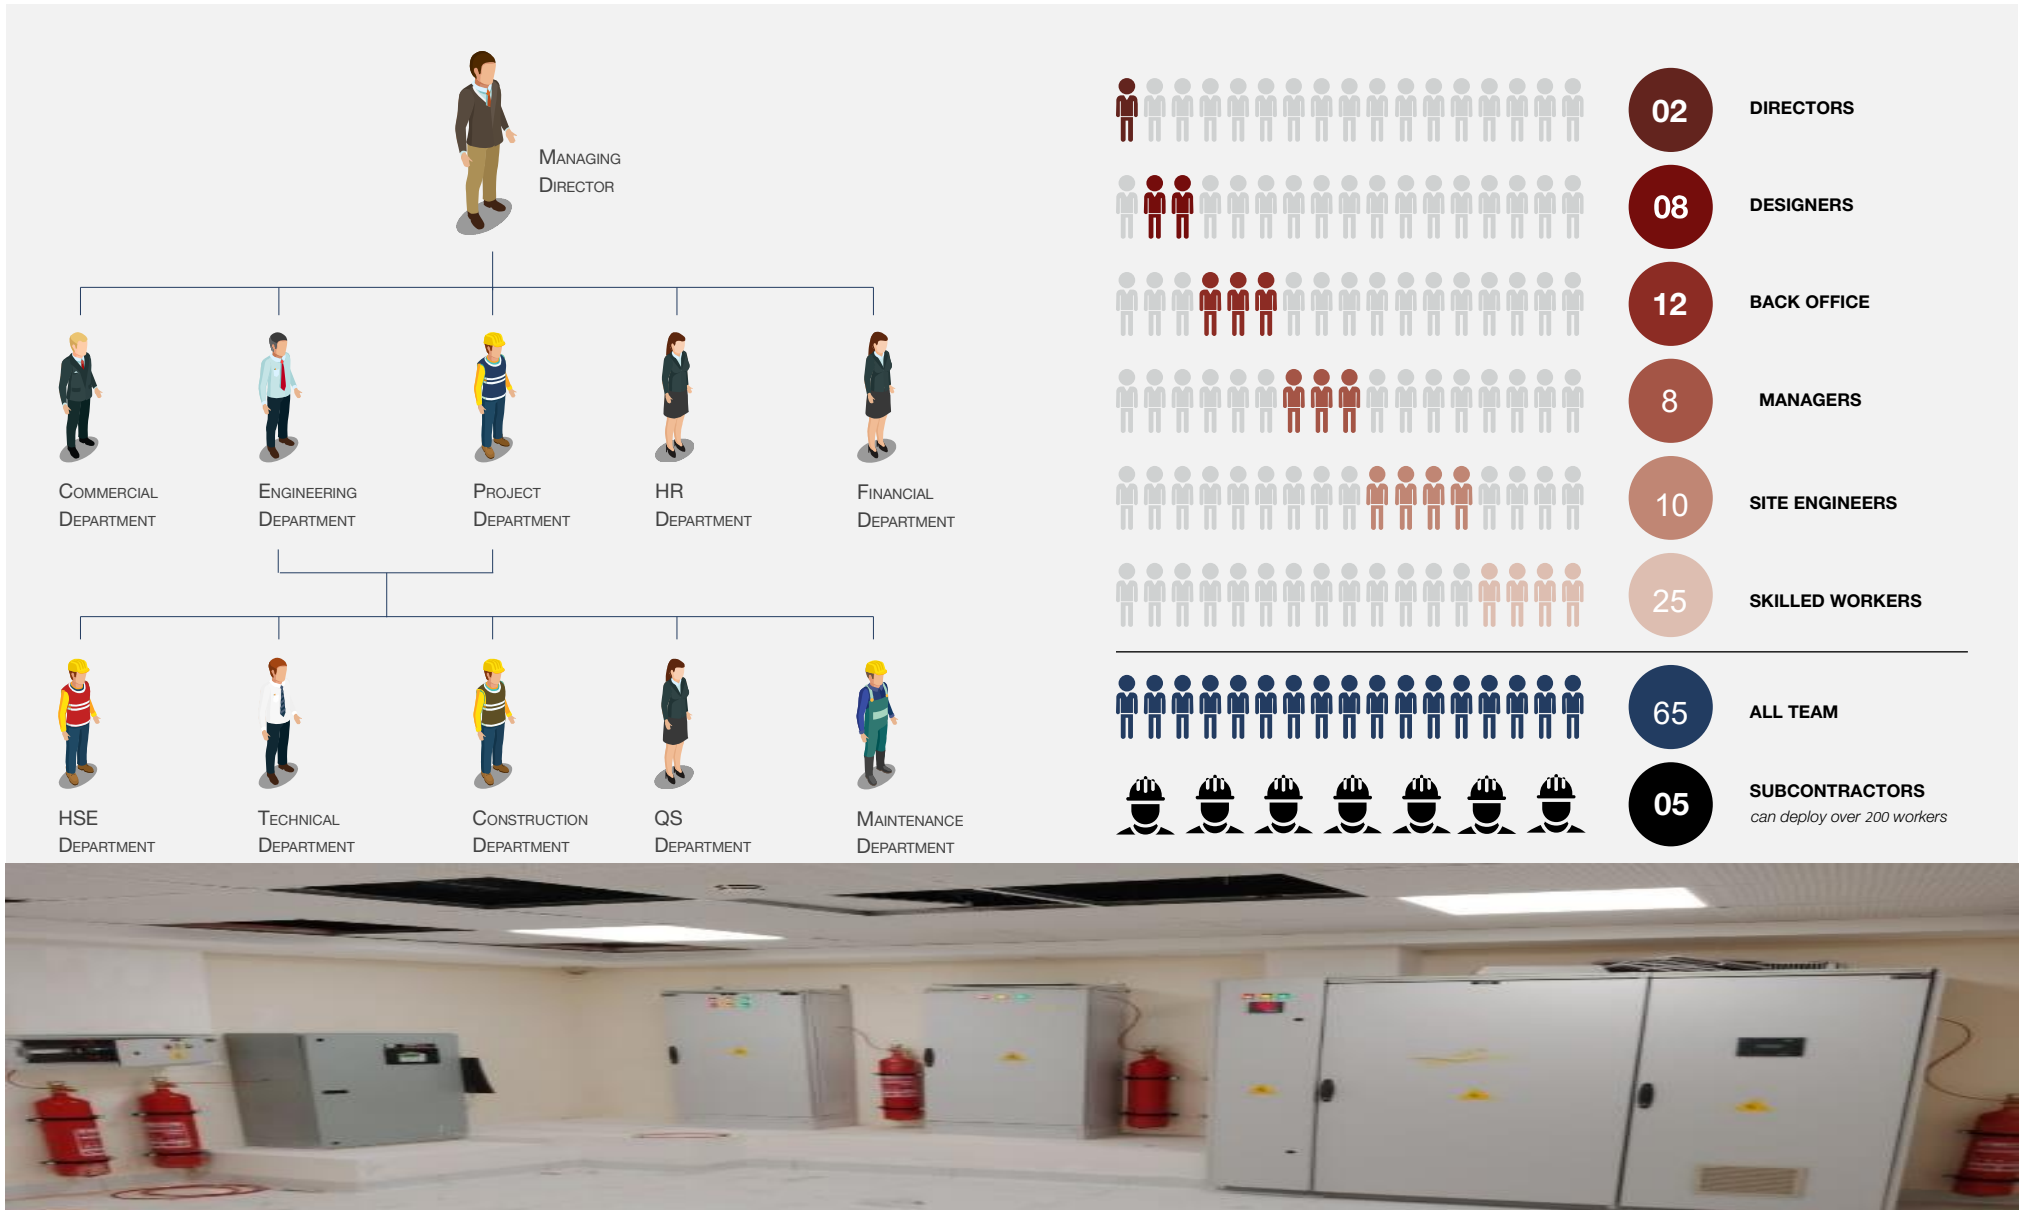 Managing
Director
Commercial
Department
Engineering
Department
Project
Department
HR
Department
Financial
Department
HSE
Department
Technical
Department
Construction
Department
QS
Department
Maintenance
Department
02
DIRECTORS
08
DESIGNERS
12
BACK OFFICE
8
MANAGERS
10
SITE ENGINEERS
25
SKILLED WORKERS
65
ALL TEAM
05
SUBCONTRACTORS
can deploy over 200 workers